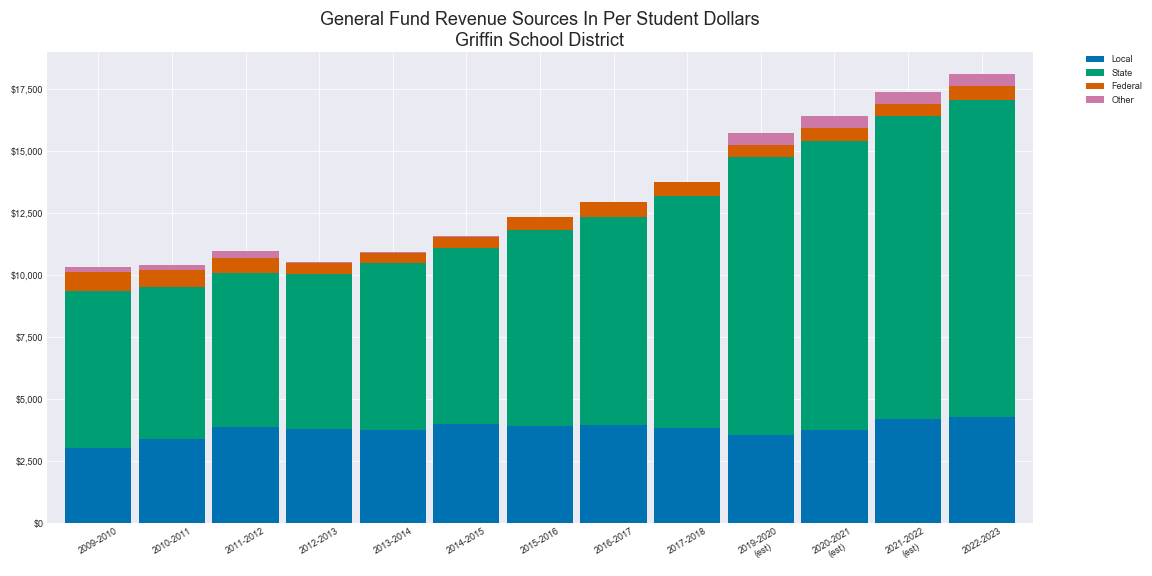 General Fund Revenue Sources In Per Student Dollars
Griffin School District
Local
State
Federal
Other
$17,500
$15,000
$12,500
$10,000
$7,500
$5,000
$2,500
$0
2009-2010
2010-2011
2011-2012
2012-2013
2013-2014
2014-2015
2015-2016
2016-2017
2017-2018
2019-2020
(est)
2020-2021
(est)
2021-2022
(est)
2022-2023